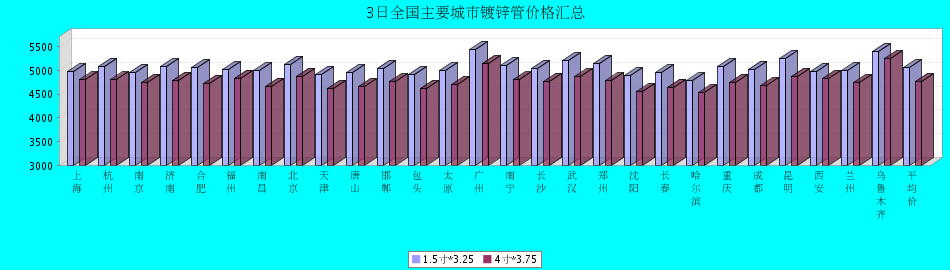 3日全国主要城市镀锌管价格汇总
5500
5000
4500
4000
3500
3000
上海 杭州 南京 济南 合肥 福州 南昌 北京 天津 唐山 邯郸 包头 太原 广州 南宁 长沙 武汉 郑州 沈阳 长春 哈尔滨 重庆 成都 昆明 西安 兰州 乌鲁木齐 平均价
1.5寸*3.25 4寸*3.75